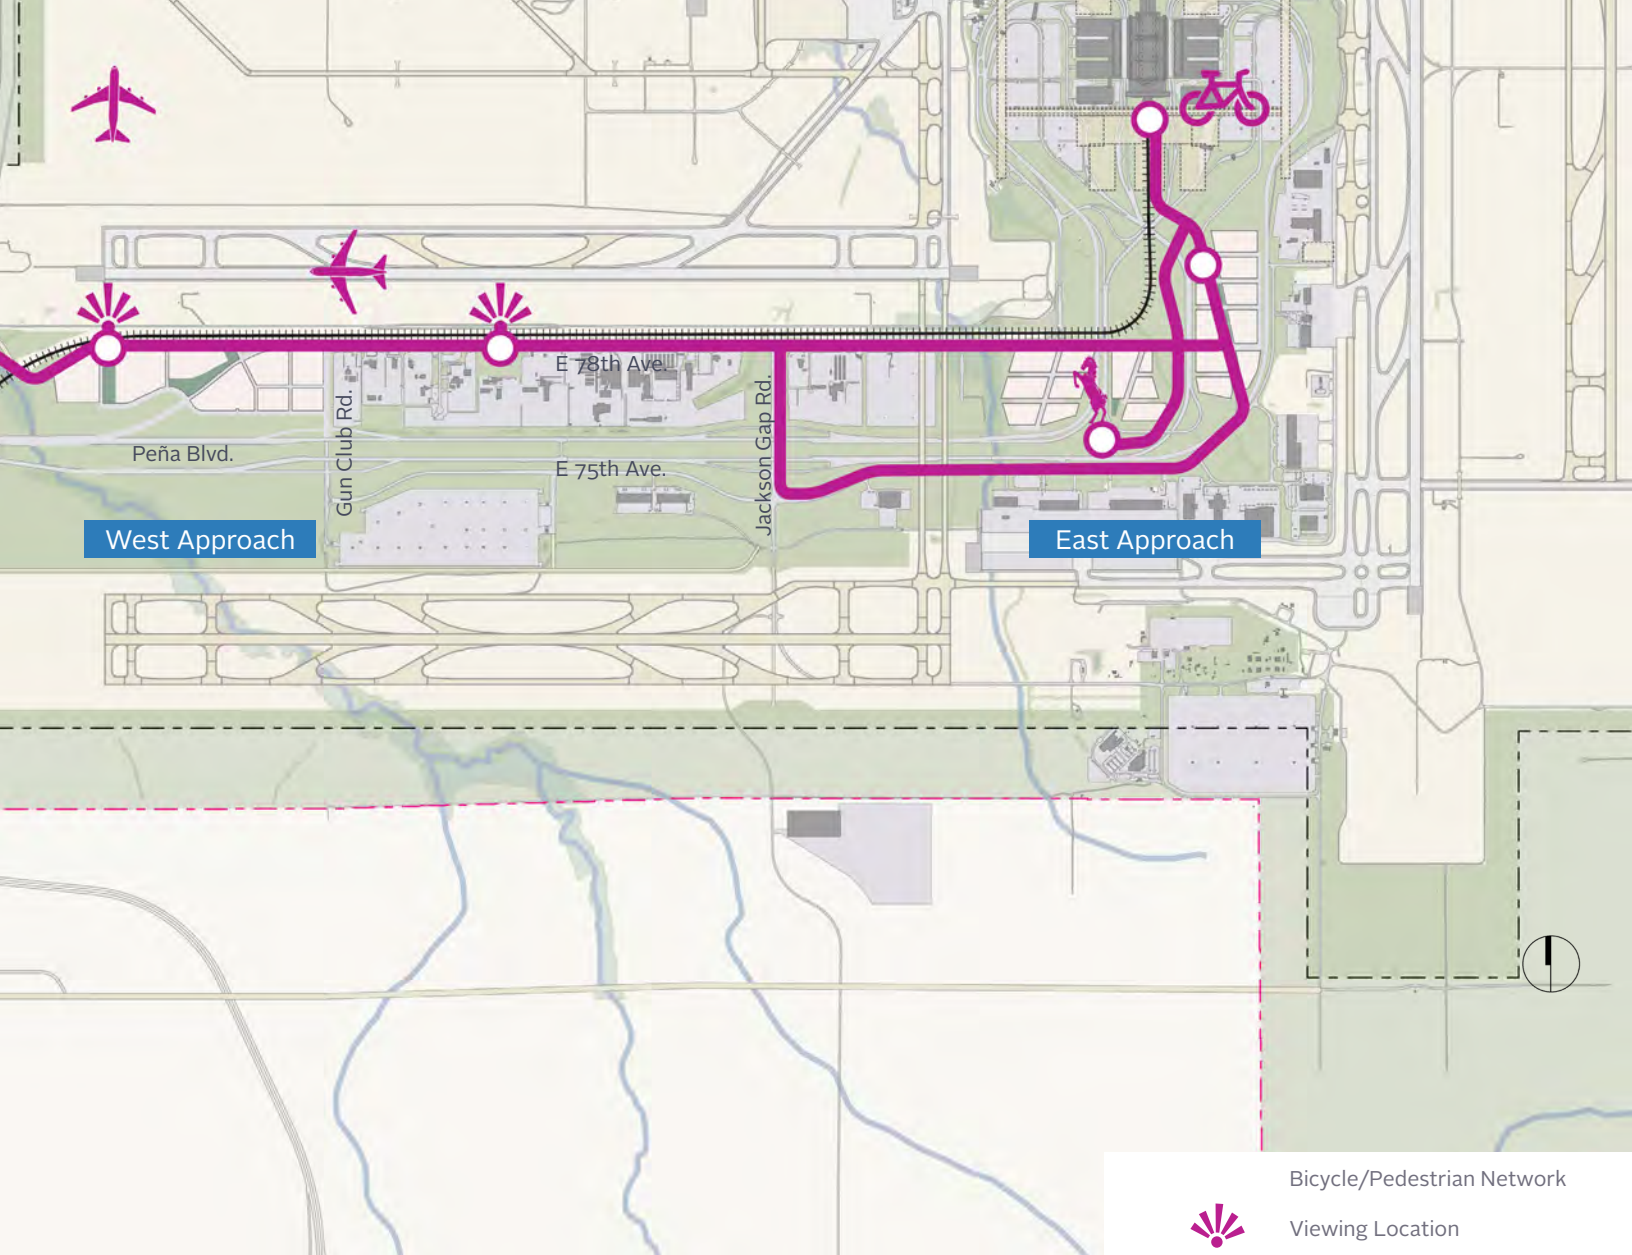 E 78th Ave.
Gun Club Rd.
Jackson Gap Rd.
Peña Blvd.
E 75th Ave.
West Approach
East Approach
Bicycle/Pedestrian Network
Viewing Location